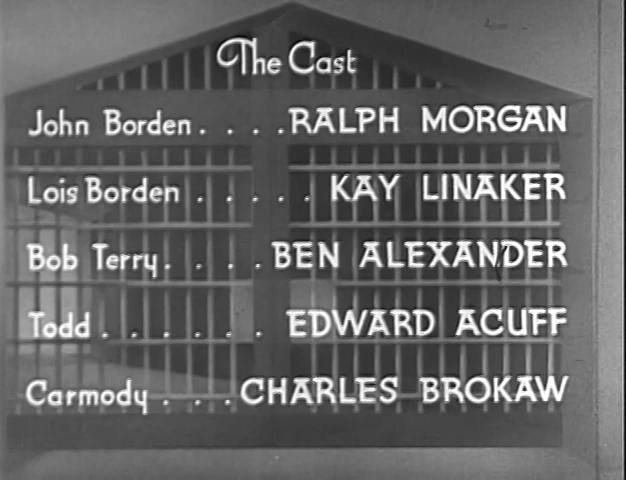 The Cast
John Borden. . . .RALPH MORGAN
Lois Borden . . . . . KAY LINAKER
Bob Terry. . . . BEN ALEXANDER
Todd . . . . . . EDWARD ACUFF
Carmody . . . CHARLES BROKAW